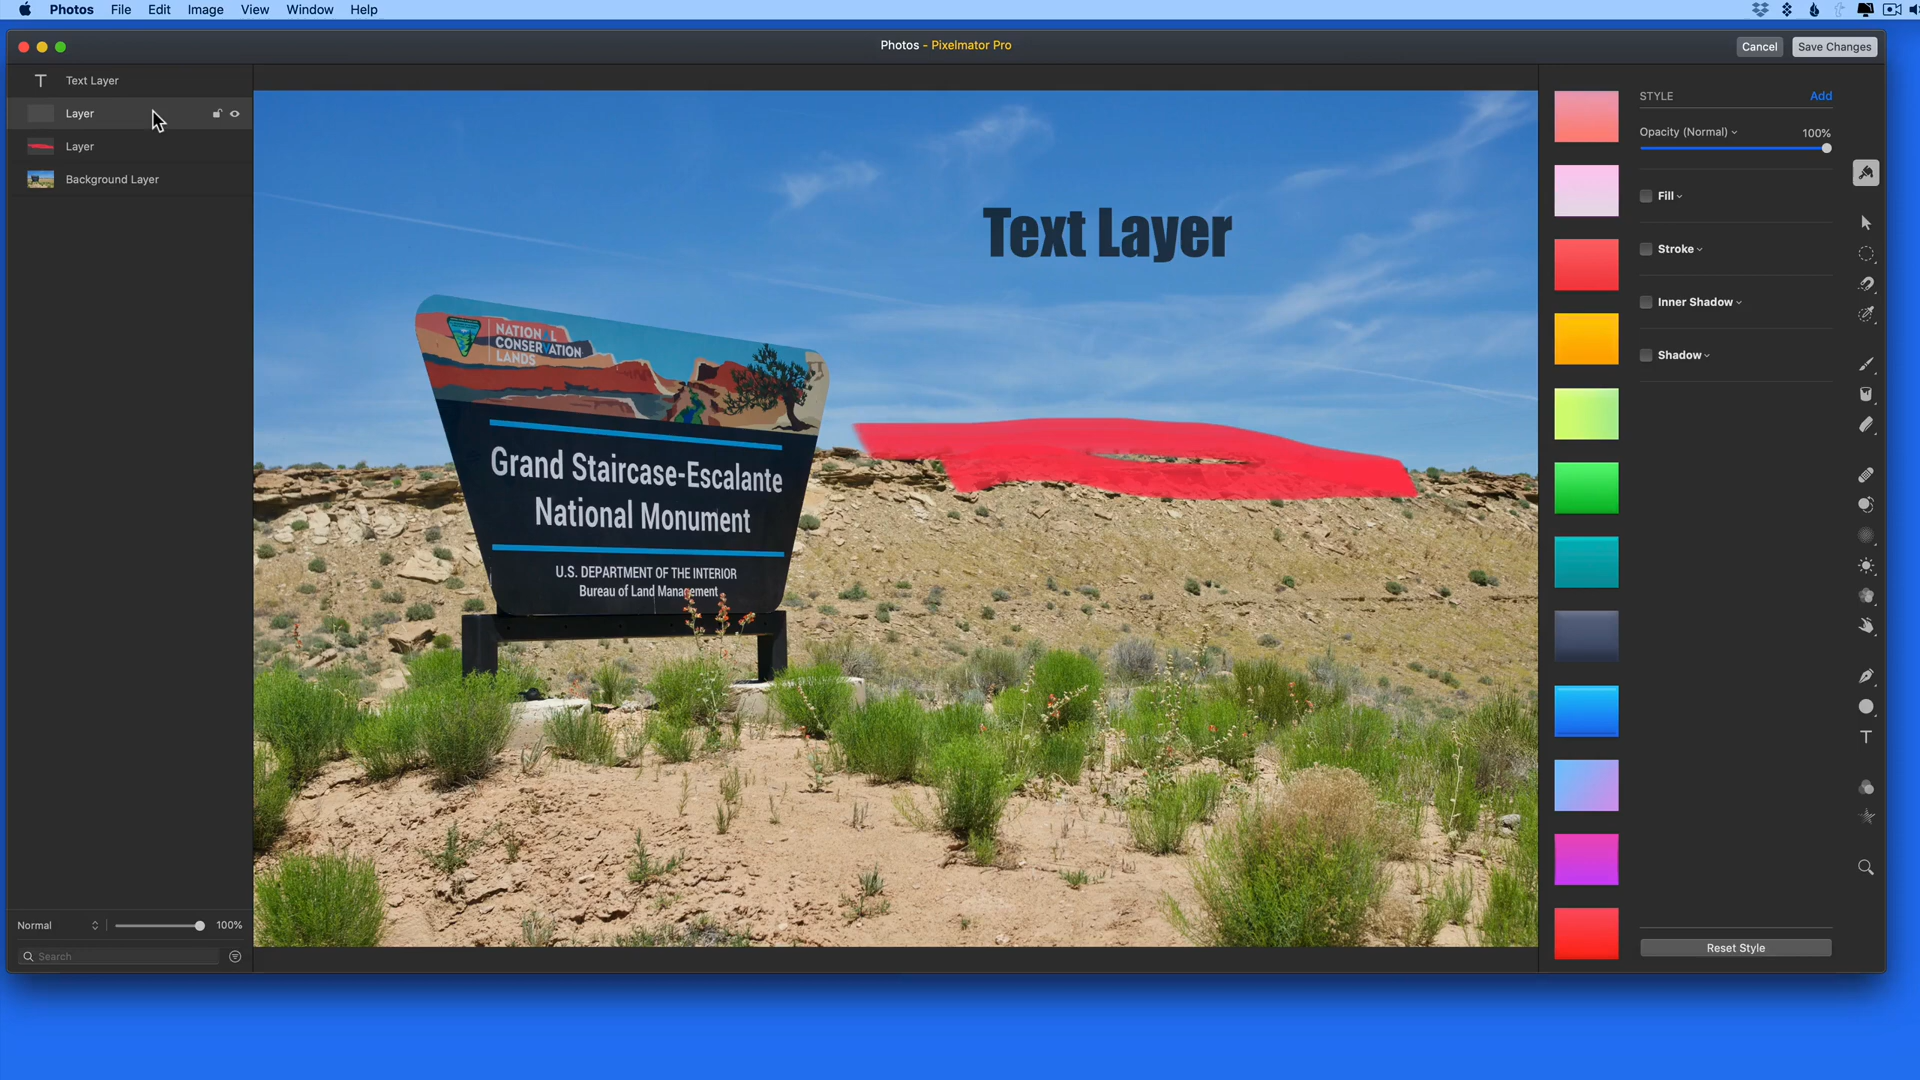 Photos File Edit Image View Window Help
Photos - Pixelmator Pro
Cancel Save Changes
T Text Layer
Layer
Layer
Background Layer
STYLE Add
Opacity (Normal) 100%
Fill
Stroke
Inner Shadow
Shadow
Text Layer
NATIONAL
CONSERVATION
LANDS
Grand Staircase-Escalante
National Monument
U.S. DEPARTMENT OF THE INTERIOR
Bureau of Land Management
T
Normal 100%
Search
Reset Style